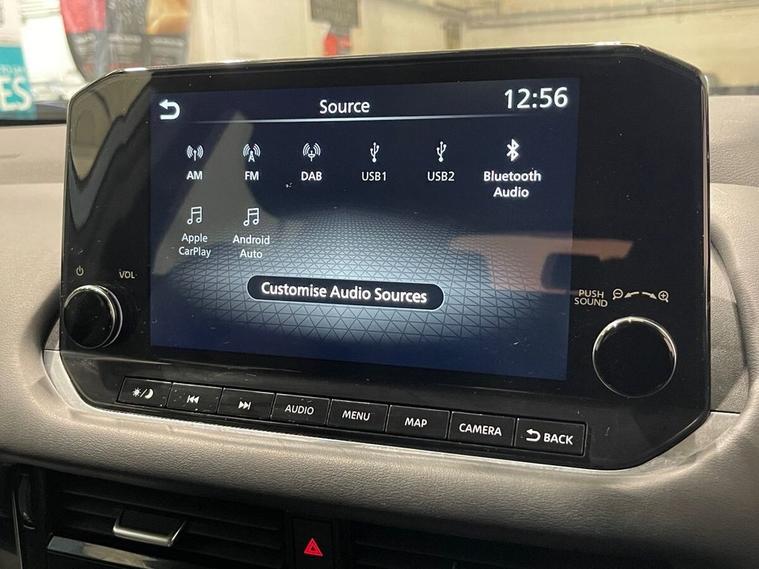 ES
Source
12:56
AM
FM
DAB
USB1
USB2
Bluetooth
Audio
Apple
CarPlay
Android
Auto
Customise Audio Sources
VOL
PUSH
SOUND
AUDIO
MENU
MAP
CAMERA
BACK